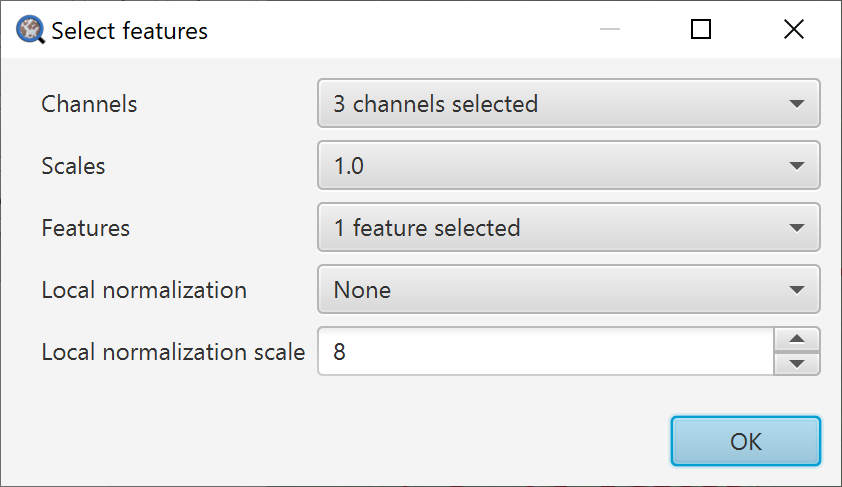 Select features
Channels 3 channels selected
Scales 1.0
Features 1 feature selected
Local normalization None
Local normalization scale 8
OK